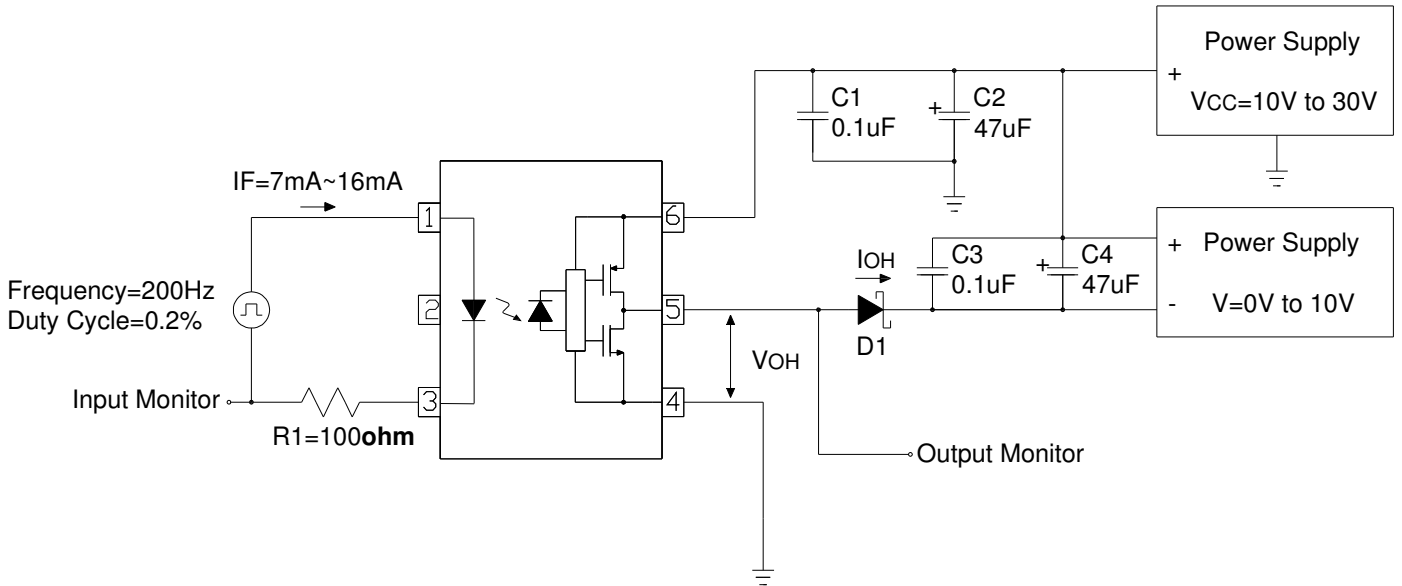 Power Supply
+
VCC=10V to 30V
C1
0.1uF
+
C2
47uF
IF=7mA~16mA
1
6
Frequency=200Hz
Duty Cycle=0.2%
2
5
IOH
C3
0.1uF
+
C4
47uF
+
Power Supply
-
V=0V to 10V
D1
VOH
Input Monitor
3
4
R1=100ohm
Output Monitor